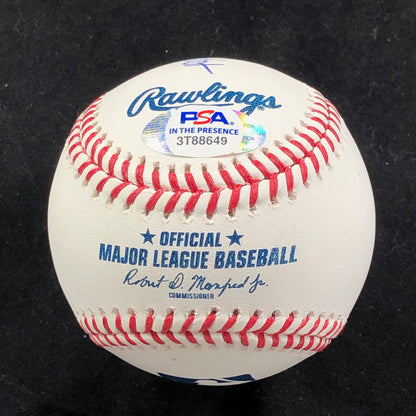 Rawlings
PSA
IN THE PRESENCE
3T88649
★ OFFICIAL ★
MAJOR LEAGUE BASEBALL
Robert D. Manfred Jr.
COMMISSIONER